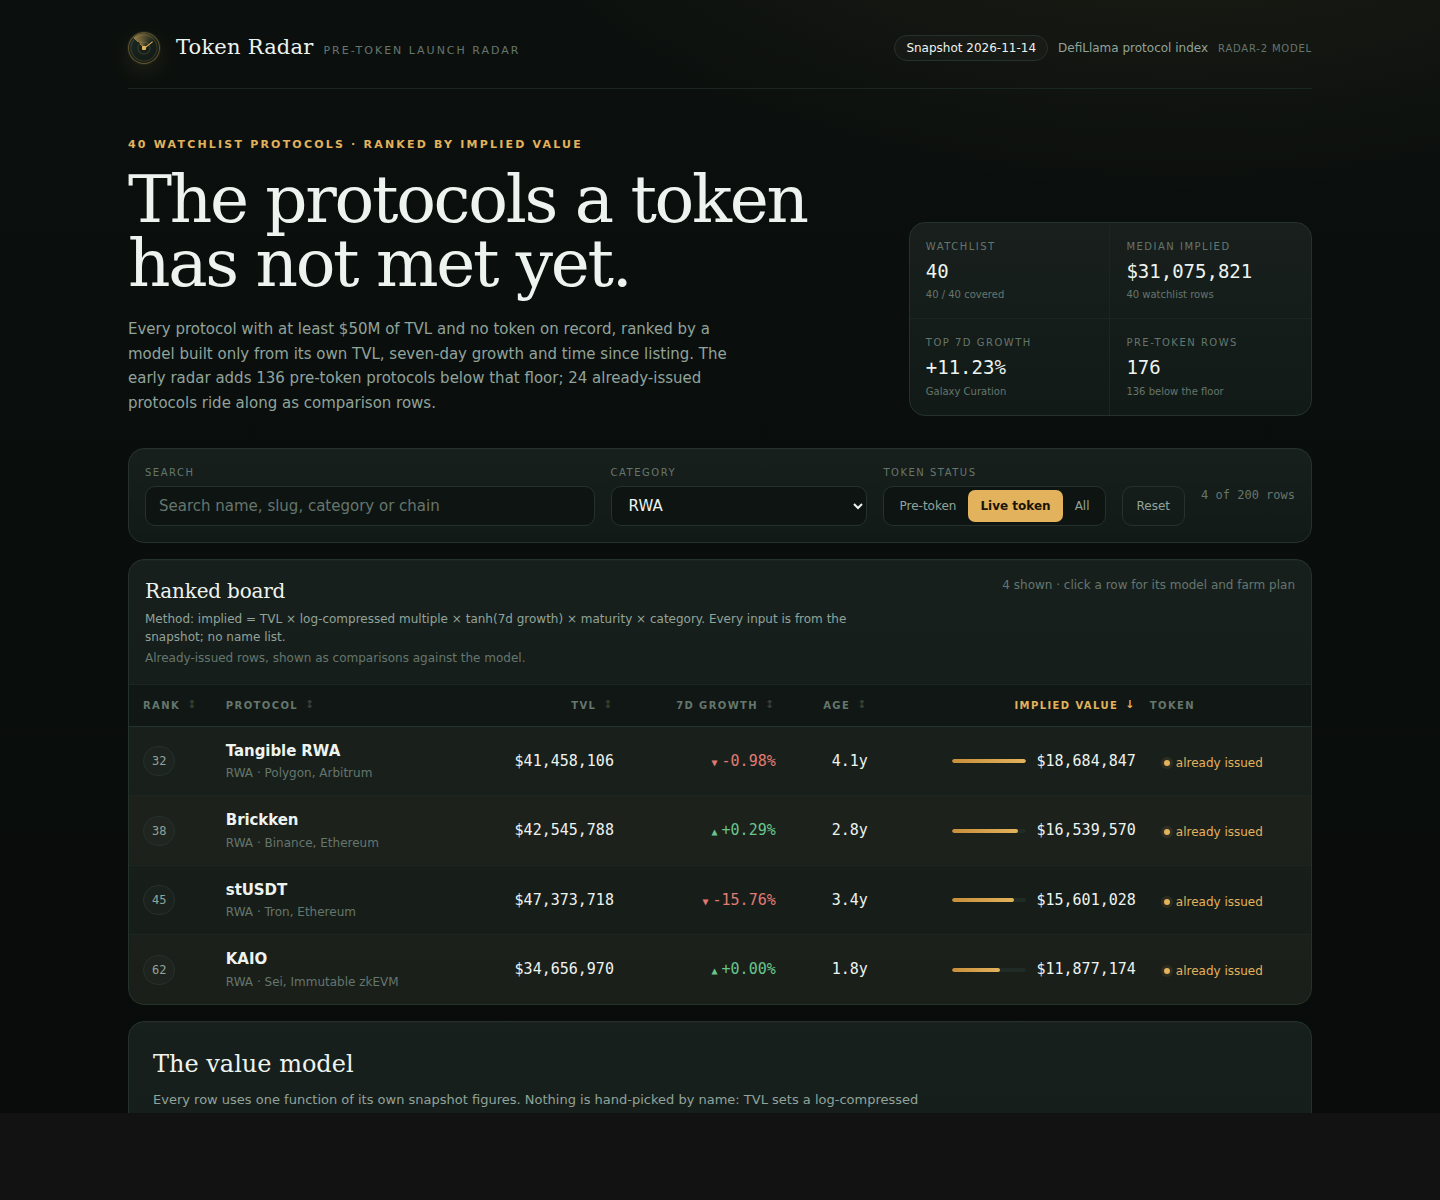 Token Radar PRE-TOKEN LAUNCH RADAR
Snapshot 2026-11-14 DefiLlama protocol index RADAR-2 MODEL
40 WATCHLIST PROTOCOLS · RANKED BY IMPLIED VALUE
The protocols a token
has not met yet.
Every protocol with at least $50M of TVL and no token on record, ranked by a
model built only from its own TVL, seven-day growth and time since listing. The
early radar adds 136 pre-token protocols below that floor; 24 already-issued
protocols ride along as comparison rows.
WATCHLIST
40
40 / 40 covered
MEDIAN IMPLIED
$31,075,821
40 watchlist rows
TOP 7D GROWTH
+11.23%
Galaxy Curation
PRE-TOKEN ROWS
176
136 below the floor
SEARCH
Search name, slug, category or chain
CATEGORY
RWA
TOKEN STATUS
Pre-token Live token All
Reset
4 of 200 rows
Ranked board
4 shown · click a row for its model and farm plan
Method: implied = TVL × log-compressed multiple × tanh(7d growth) × maturity × category. Every input is from the
snapshot; no name list.
Already-issued rows, shown as comparisons against the model.
RANK ↕ PROTOCOL ↕ TVL ↕ 7D GROWTH ↕ AGE ↕ IMPLIED VALUE ↓ TOKEN
32 Tangible RWA $41,458,106 ▼ -0.98% 4.1y $18,684,847 already issued
RWA · Polygon, Arbitrum
38 Brickken $42,545,788 ▲ +0.29% 2.8y $16,539,570 already issued
RWA · Binance, Ethereum
45 stUSDT $47,373,718 ▼ -15.76% 3.4y $15,601,028 already issued
RWA · Tron, Ethereum
62 KAIO $34,656,970 ▲ +0.00% 1.8y $11,877,174 already issued
RWA · Sei, Immutable zkEVM
The value model
Every row uses one function of its own snapshot figures. Nothing is hand-picked by name: TVL sets a log-compressed